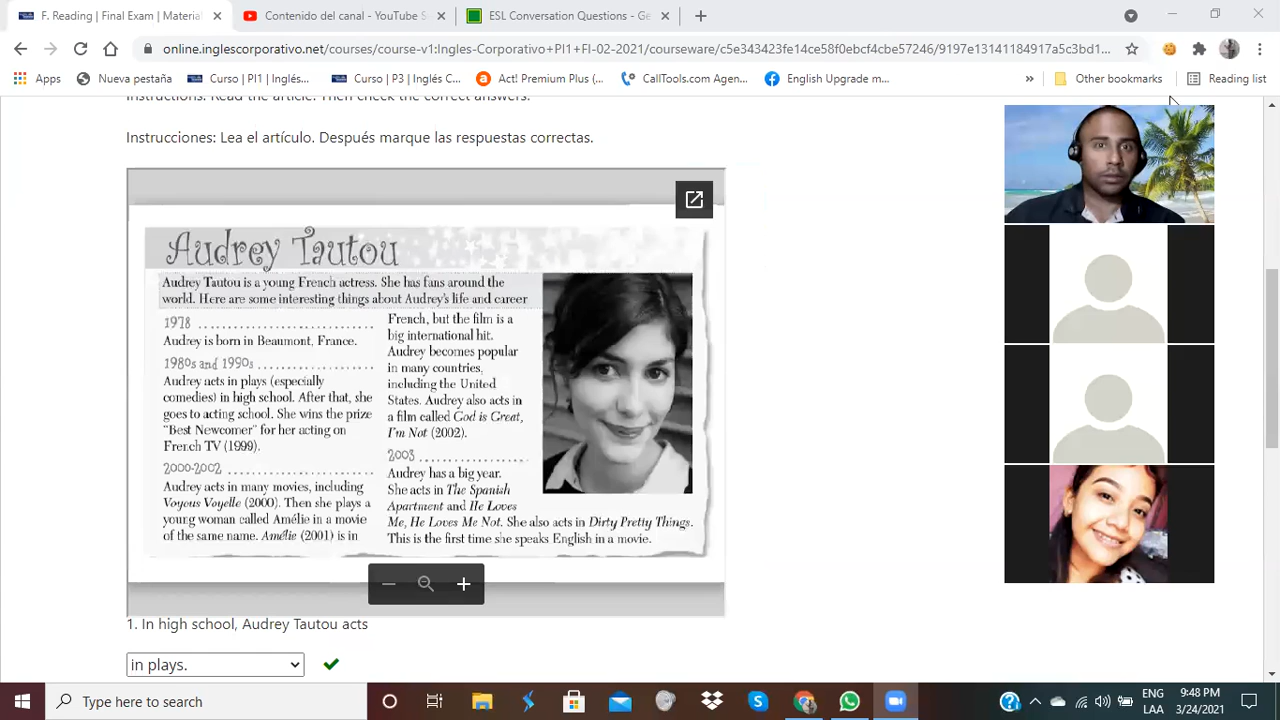 F. Reading | Final Exam | Material
Contenido del canal - YouTube S
ESL Conversation Questions - Ge
online.inglescorporativo.net/courses/course-v1:Ingles-Corporativo+PI1+FI-02-2021/courseware/c5e343423fe14ce58f0ebcf4cbe57246/9197e13141184917a5c3bd1...
Apps
Nueva pestaña
Curso | PI1 | Inglés...
Curso | P3 | Inglés C...
Act! Premium Plus (...
CallTools.com Agen...
English Upgrade m...
»
Other bookmarks
Reading list
Instructions: Read the article. Then check the correct answers.
Instrucciones: Lea el artículo. Después marque las respuestas correctas.
Audrey Tautou
Audrey Tautou is a young French actress. She has fans around the
world. Here are some interesting things about Audrey's life and career
1978
Audrey is born in Beaumont, France.
1980s and 1990s
Audrey acts in plays (especially
comedies) in high school. After that, she
goes to acting school. She wins the prize
"Best Newcomer" for her acting on
French TV (1999).
2000-2002
Audrey acts in many movies, including
Voyous Voyelle (2000). Then she plays a
young woman called Amélie in a movie
of the same name. Amélie (2001) is in
French, but the film is a
big international hit.
Audrey becomes popular
in many countries,
including the United
States. Audrey also acts in
a film called God is Great,
I'm Not (2002).
2003
Audrey has a big year.
She acts in The Spanish
Apartment and He Loves
Me, He Loves Me Not. She also acts in Dirty Pretty Things.
This is the first time she speaks English in a movie.
1. In high school, Audrey Tautou acts
in plays.
Type here to search
ENG
LAA
9:48 PM
3/24/2021